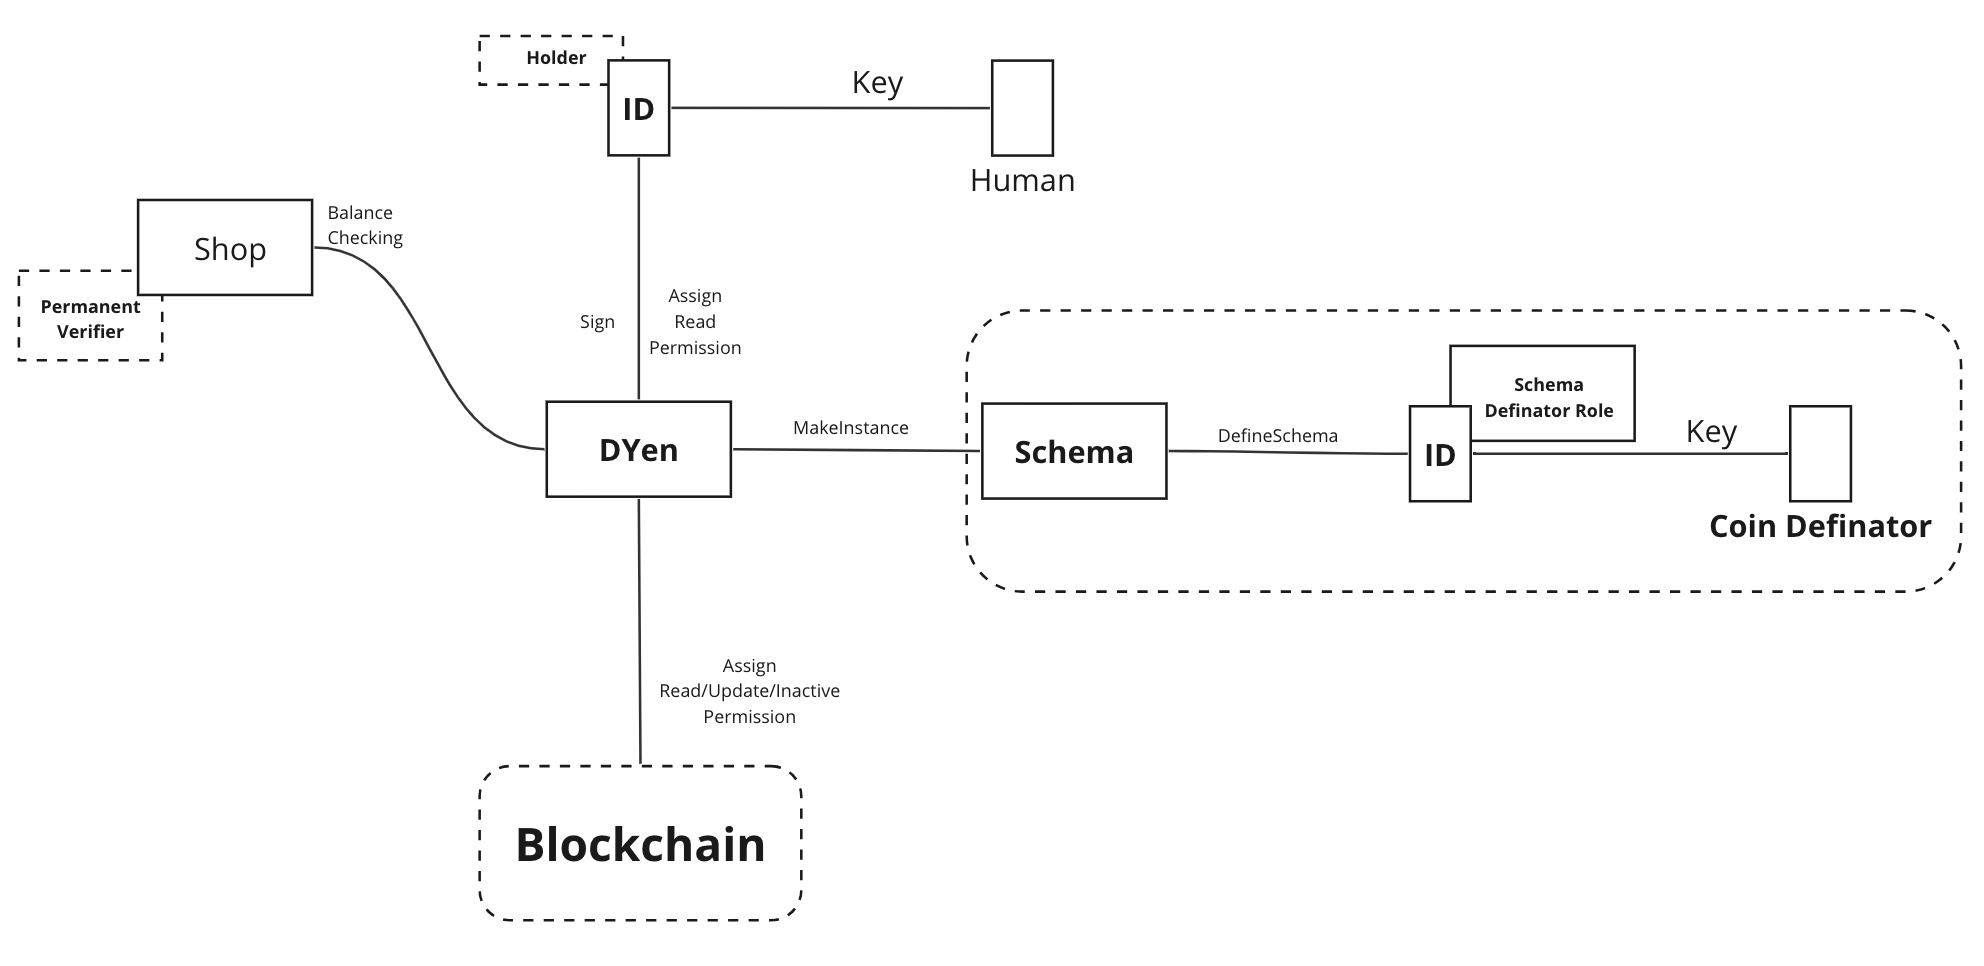 Holder
ID
Key
Human
Shop
Balance
Checking
Permanent
Verifier
Sign
Assign
Read
Permission
DYen
MakeInstance
Schema
DefineSchema
Schema
Definator Role
ID
Key
Coin Definator
Assign
Read/Update/Inactive
Permission
Blockchain